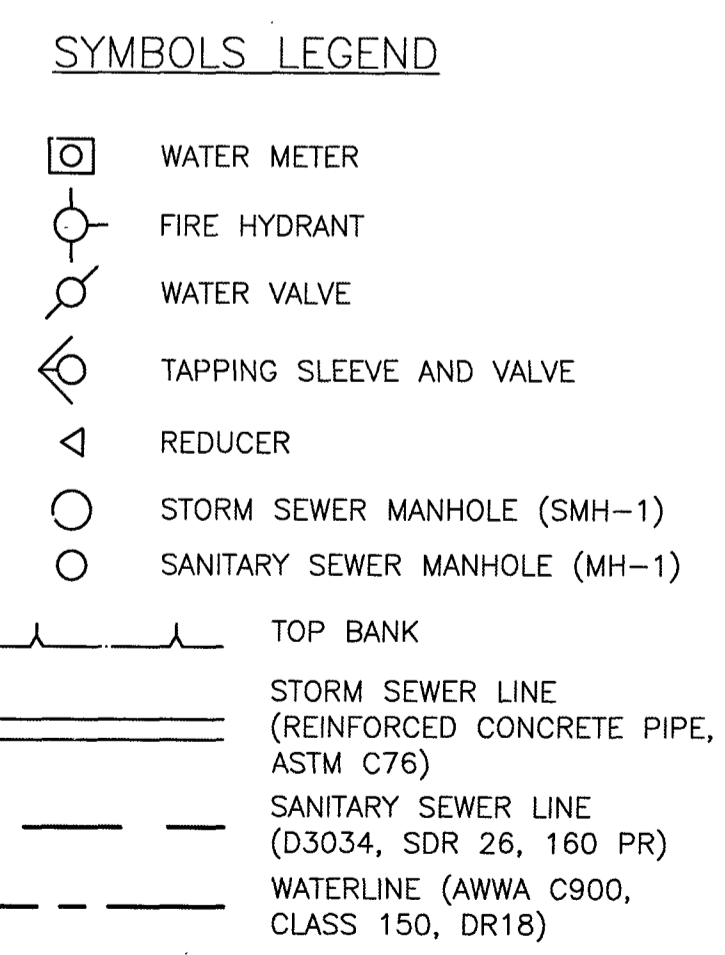 SYMBOLS LEGEND
WATER METER
FIRE HYDRANT
WATER VALVE
TAPPING SLEEVE AND VALVE
REDUCER
STORM SEWER MANHOLE (SMH-1)
SANITARY SEWER MANHOLE (MH-1)
TOP BANK
STORM SEWER LINE
(REINFORCED CONCRETE PIPE,
ASTM C76)
SANITARY SEWER LINE
(D3034, SDR 26, 160 PR)
WATERLINE (AWWA C900,
CLASS 150, DR18)